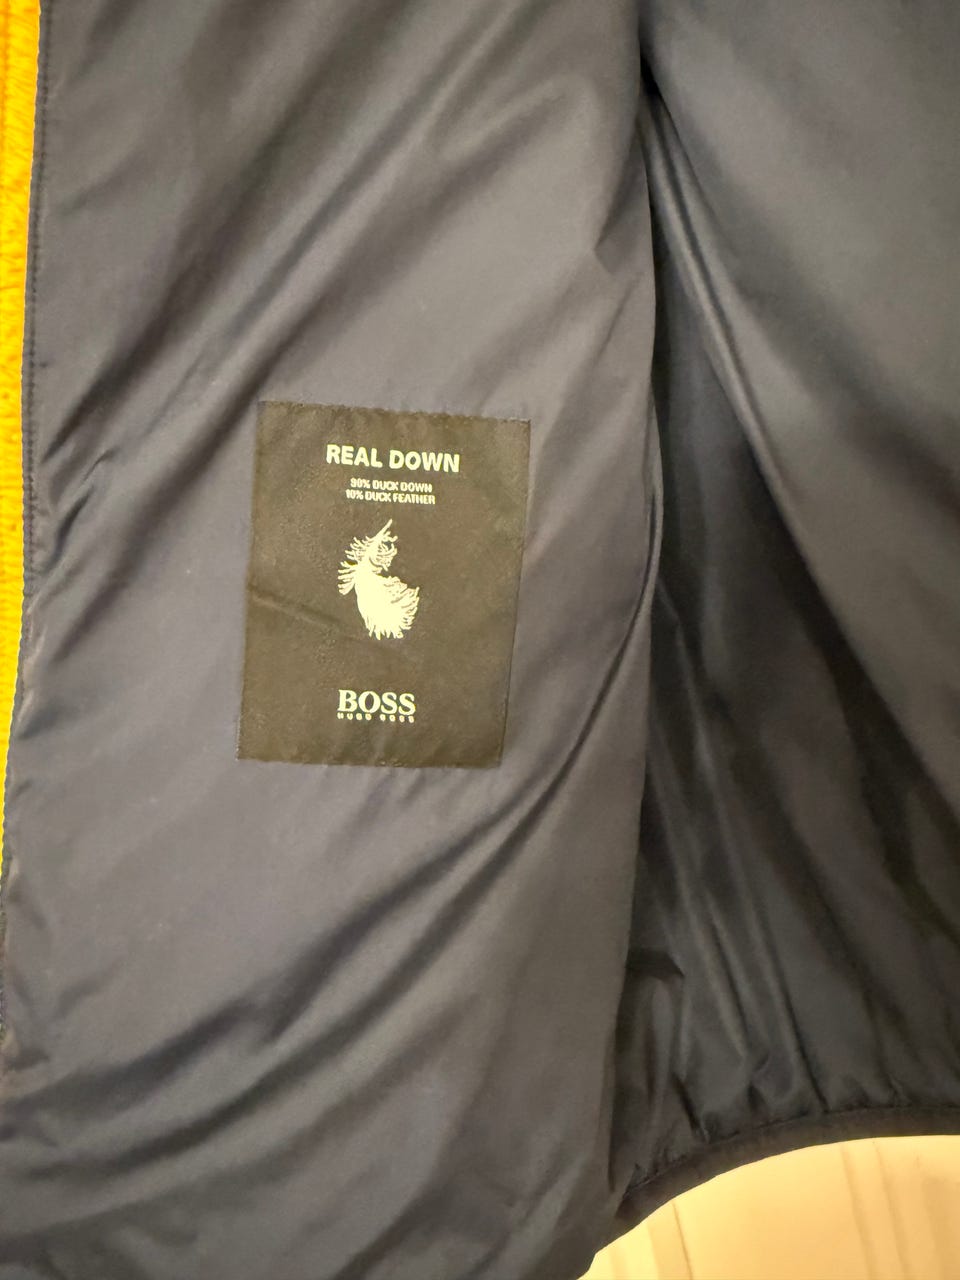 REAL DOWN
90% DUCK DOWN
10% DUCK FEATHER
BOSS
HUGO BOSS